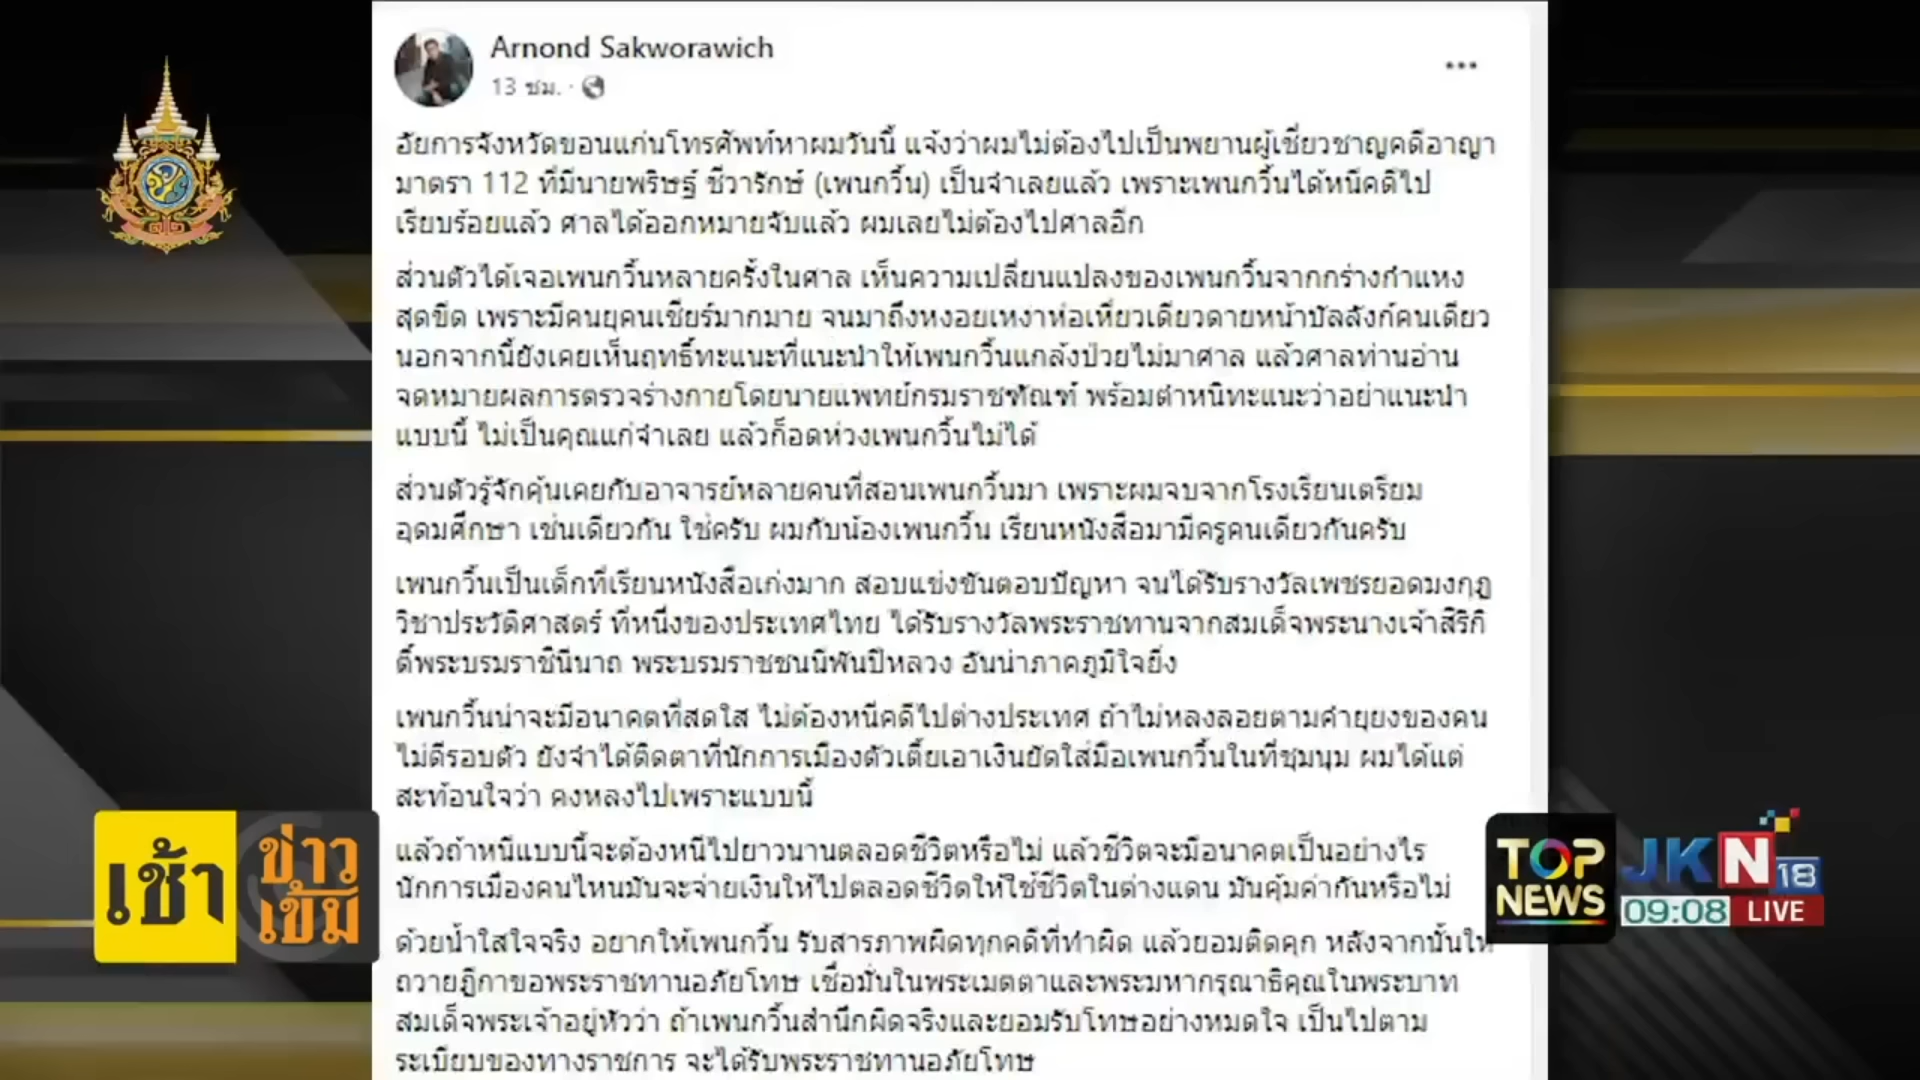 Arnond Sakworawich
13 ชม. ·
อัยการจังหวัดขอนแก่นโทรศัพท์หาผมวันนี้ แจ้งว่าผมไม่ต้องไปเป็นพยานผู้เชี่ยวชาญคดีอาญา
มาตรา 112 ที่มีนายพริษฐ์ ชีวารักษ์ (เพนกวิ้น) เป็นจำเลยแล้ว เพราะเพนกวิ้นได้หนีคดีไป
เรียบร้อยแล้ว ศาลได้ออกหมายจับแล้ว ผมเลยไม่ต้องไปศาลอีก
ส่วนตัวได้เจอเพนกวิ้นหลายครั้งในศาล เห็นความเปลี่ยนแปลงของเพนกวิ้นจากกร่างกำแหง
สุดขีด เพราะมีคนยุคนเชียร์มากมาย จนมาถึงหงอยเหงาห่อเหี่ยวเดียวดายหน้าบัลลังก์คนเดียว
นอกจากนี้ยังเคยเห็นฤทธิ์ทะแนะที่แนะนำให้เพนกวิ้นแกล้งป่วยไม่มาศาล แล้วศาลท่านอ่าน
จดหมายผลการตรวจร่างกายโดยนายแพทย์กรมราชฑัณฑ์ พร้อมตำหนิทะแนะว่าอย่าแนะนำ
แบบนี้ ไม่เป็นคุณแก่จำเลย แล้วก็อดห่วงเพนกวิ้นไม่ได้
ส่วนตัวรู้จักคุ้นเคยกับอาจารย์หลายคนที่สอนเพนกวิ้นมา เพราะผมจบจากโรงเรียนเตรียม
อุดมศึกษา เช่นเดียวกัน ใช่ครับ ผมกับน้องเพนกวิ้น เรียนหนังสือมามีครูคนเดียวกันครับ
เพนกวิ้นเป็นเด็กที่เรียนหนังสือเก่งมาก สอบแข่งขันตอบปัญหา จนได้รับรางวัลเพชรยอดมงกุฎ
วิชาประวัติศาสตร์ ที่หนึ่งของประเทศไทย ได้รับรางวัลพระราชทานจากสมเด็จพระนางเจ้าสิริกิ
ติ์พระบรมราชินีนาถ พระบรมราชชนนีพันปีหลวง อันน่าภาคภูมิใจยิ่ง
เพนกวิ้นน่าจะมีอนาคตที่สดใส ไม่ต้องหนีคดีไปต่างประเทศ ถ้าไม่หลงลอยตามคำยุยงของคน
ไม่ดีรอบตัว ยังจำได้ติดตาที่นักการเมืองตัวเตี้ยเอาเงินยัดใส่มือเพนกวิ้นในที่ชุมนุม ผมได้แต่
สะท้อนใจว่า คงหลงไปเพราะแบบนี้
แล้วถ้าหนีแบบนี้จะต้องหนีไปยาวนานตลอดชีวิตหรือไม่ แล้วชีวิตจะมีอนาคตเป็นอย่างไร
นักการเมืองคนไหนมันจะจ่ายเงินให้ไปตลอดชีวิตให้ใช้ชีวิตในต่างแดน มันคุ้มค่ากันหรือไม่
ด้วยน้ำใสใจจริง อยากให้เพนกวิ้น รับสารภาพผิดทุกคดีที่ทำผิด แล้วยอมติดคุก หลังจากนั้นให้
ถวายฎีกาขอพระราชทานอภัยโทษ เชื่อมั่นในพระเมตตาและพระมหากรุณาธิคุณในพระบาท
สมเด็จพระเจ้าอยู่หัวว่า ถ้าเพนกวิ้นสำนึกผิดจริงและยอมรับโทษอย่างหมดใจ เป็นไปตาม
ระเบียบของทางราชการ จะได้รับพระราชทานอภัยโทษ
เช้า
ข่าว
เข้ม
TOP
NEWS
JKN
18
09:08 LIVE